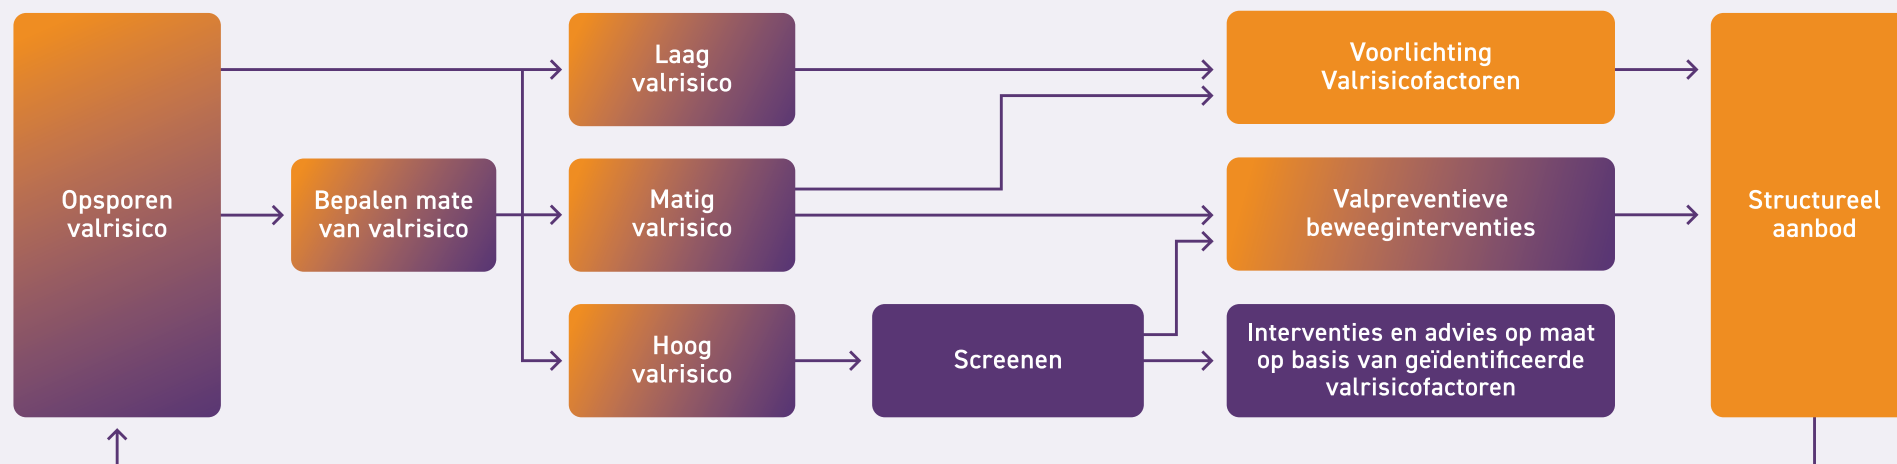 Opsporen
valrisico
Bepalen mate
van valrisico
Laag
valrisico
Matig
valrisico
Hoog
valrisico
Screenen
Voorlichting
Valrisicofactoren
Valpreventieve
beweeginterventies
Interventies en advies op maat
op basis van geïdentificeerde
valrisicofactoren
Structureel
aanbod